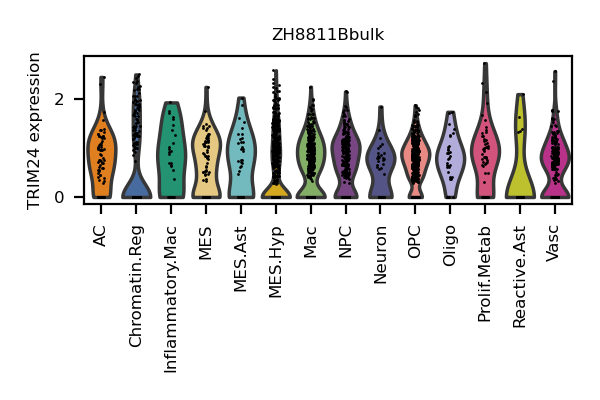 ZH8811Bbulk
TRIM24 expression
2
0
AC
Chromatin.Reg
Inflammatory.Mac
MES
MES.Ast
MES.Hyp
Mac
NPC
Neuron
OPC
Oligo
Prolif.Metab
Reactive.Ast
Vasc